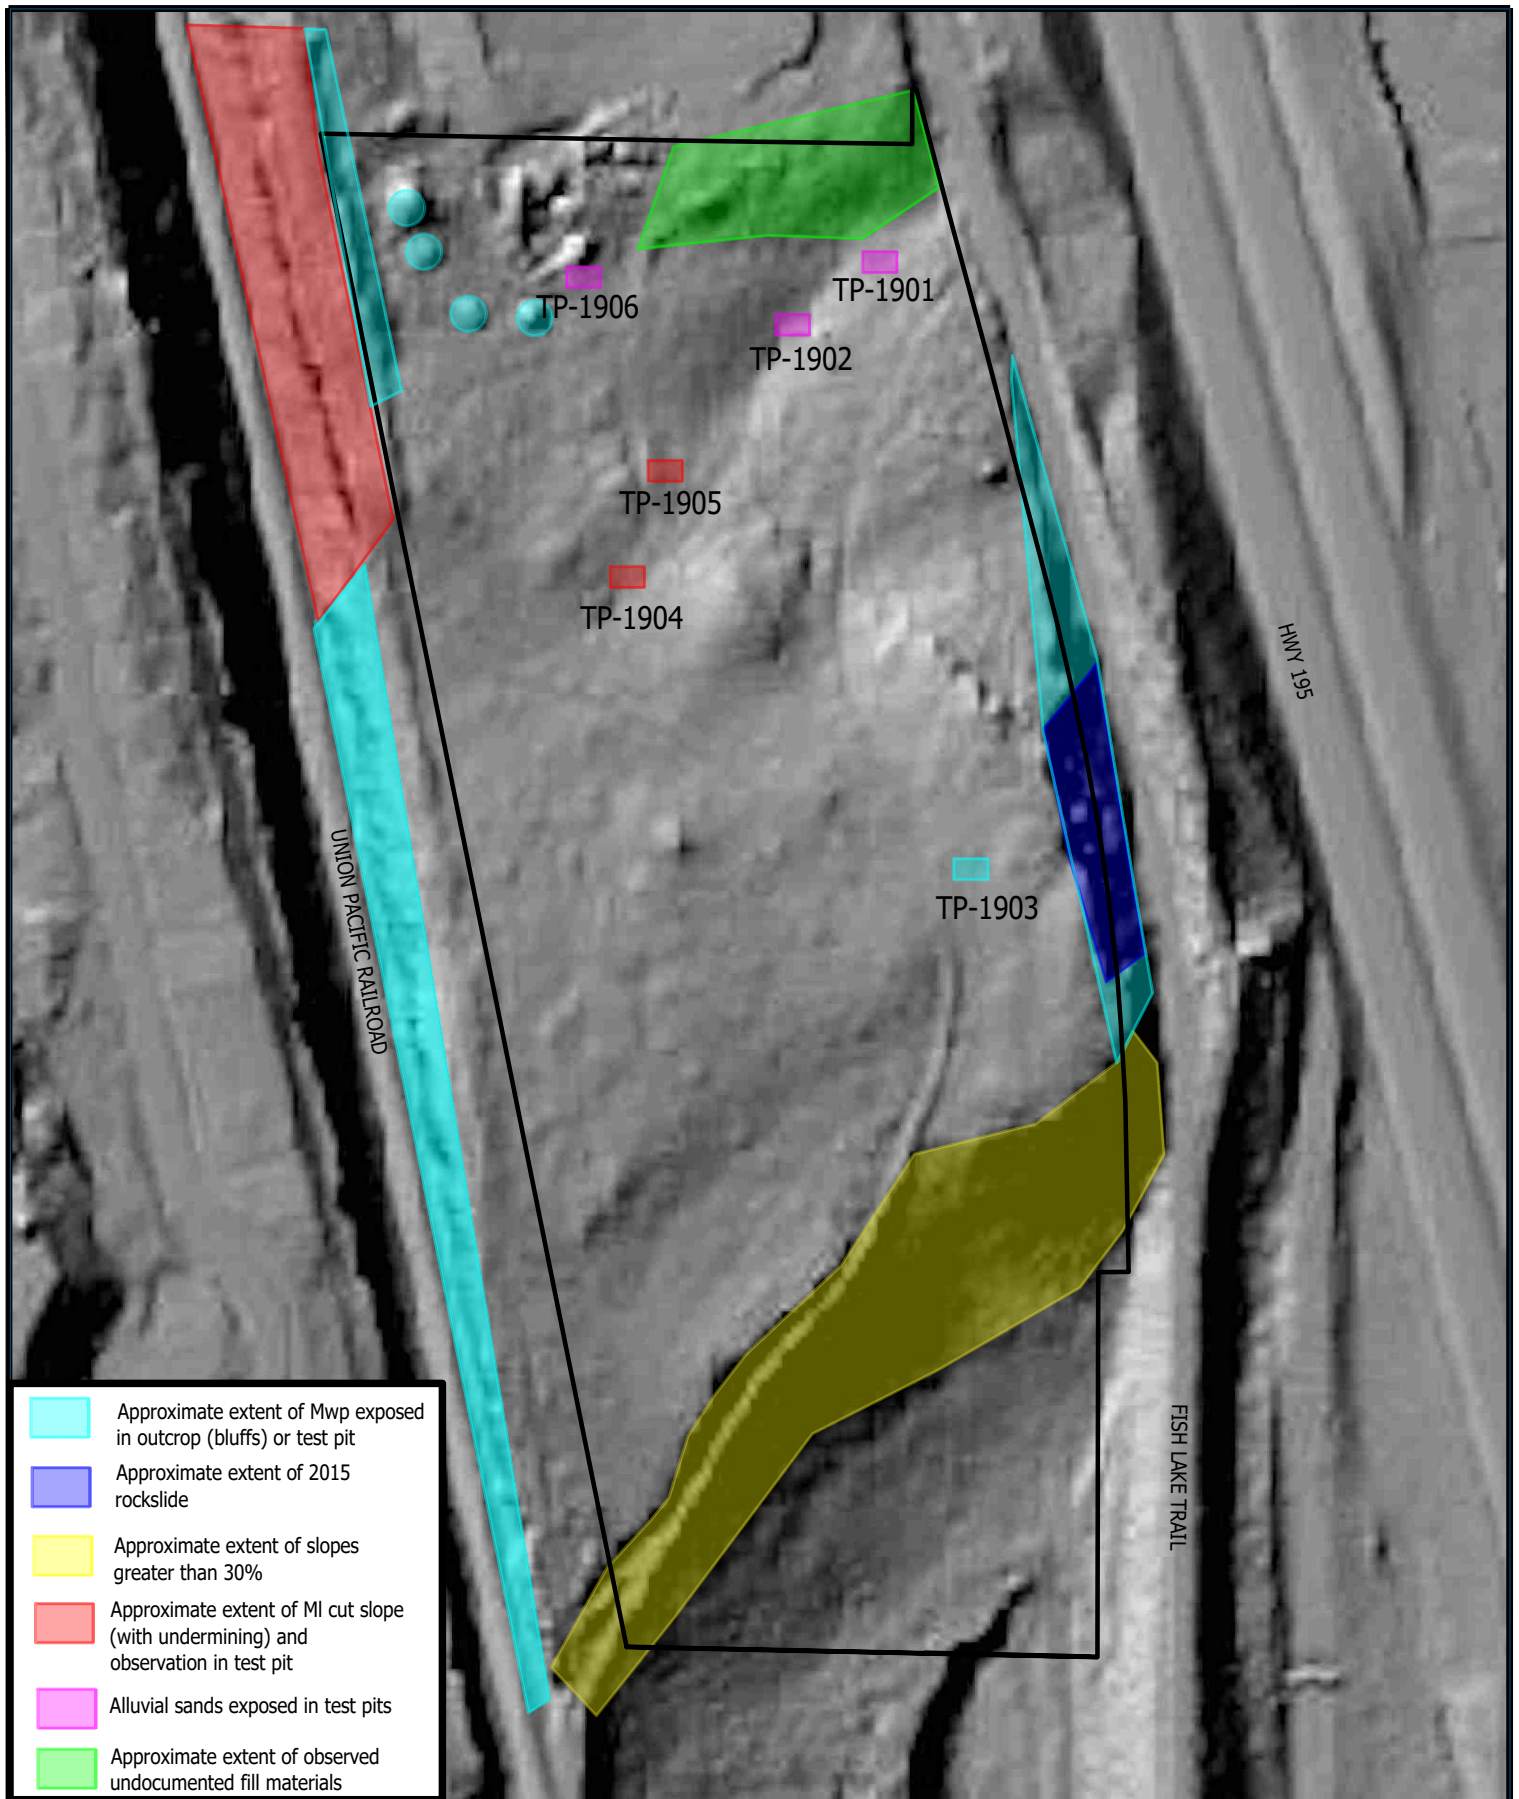 TP-1906
TP-1901
TP-1902
TP-1905
TP-1904
HWY 195
UNION PACIFIC RAILROAD
TP-1903
FISH LAKE TRAIL
Approximate extent of Mwp exposed
in outcrop (bluffs) or test pit
Approximate extent of 2015
rockslide
Approximate extent of slopes
greater than 30%
Approximate extent of Ml cut slope
(with undermining) and
observation in test pit
Alluvial sands exposed in test pits
Approximate extent of observed
undocumented fill materials